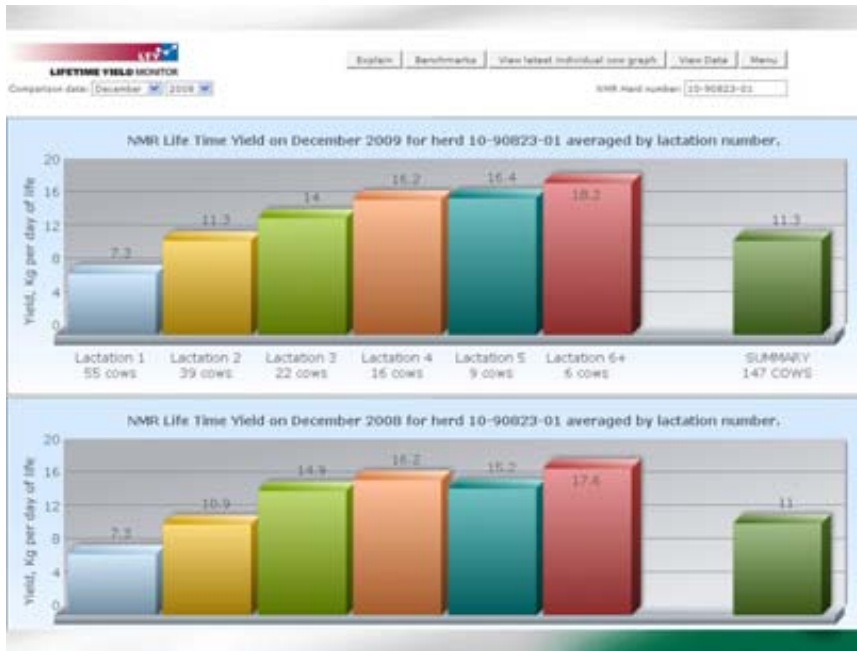 LTY
LIFETIME YIELD MONITOR
Explain Benchmarks View latest individual cow graph View Data Menu
Comparison date: December 2008
NMR Herd number: 10-90823-01
NMR Life Time Yield on December 2009 for herd 10-90823-01 averaged by lactation number.
Yield, Kg per day of life
20
16
12
8
4
0
7.3
11.3
14
16.2
16.4
18.2
11.3
Lactation 1 Lactation 2 Lactation 3 Lactation 4 Lactation 5 Lactation 6+ SUMMARY
55 cows 39 cows 22 cows 16 cows 9 cows 6 cows 147 COWS
NMR Life Time Yield on December 2008 for herd 10-90823-01 averaged by lactation number.
Yield, Kg per day of life
20
16
12
8
4
0
7.3
10.9
14.9
16.2
15.2
17.6
11